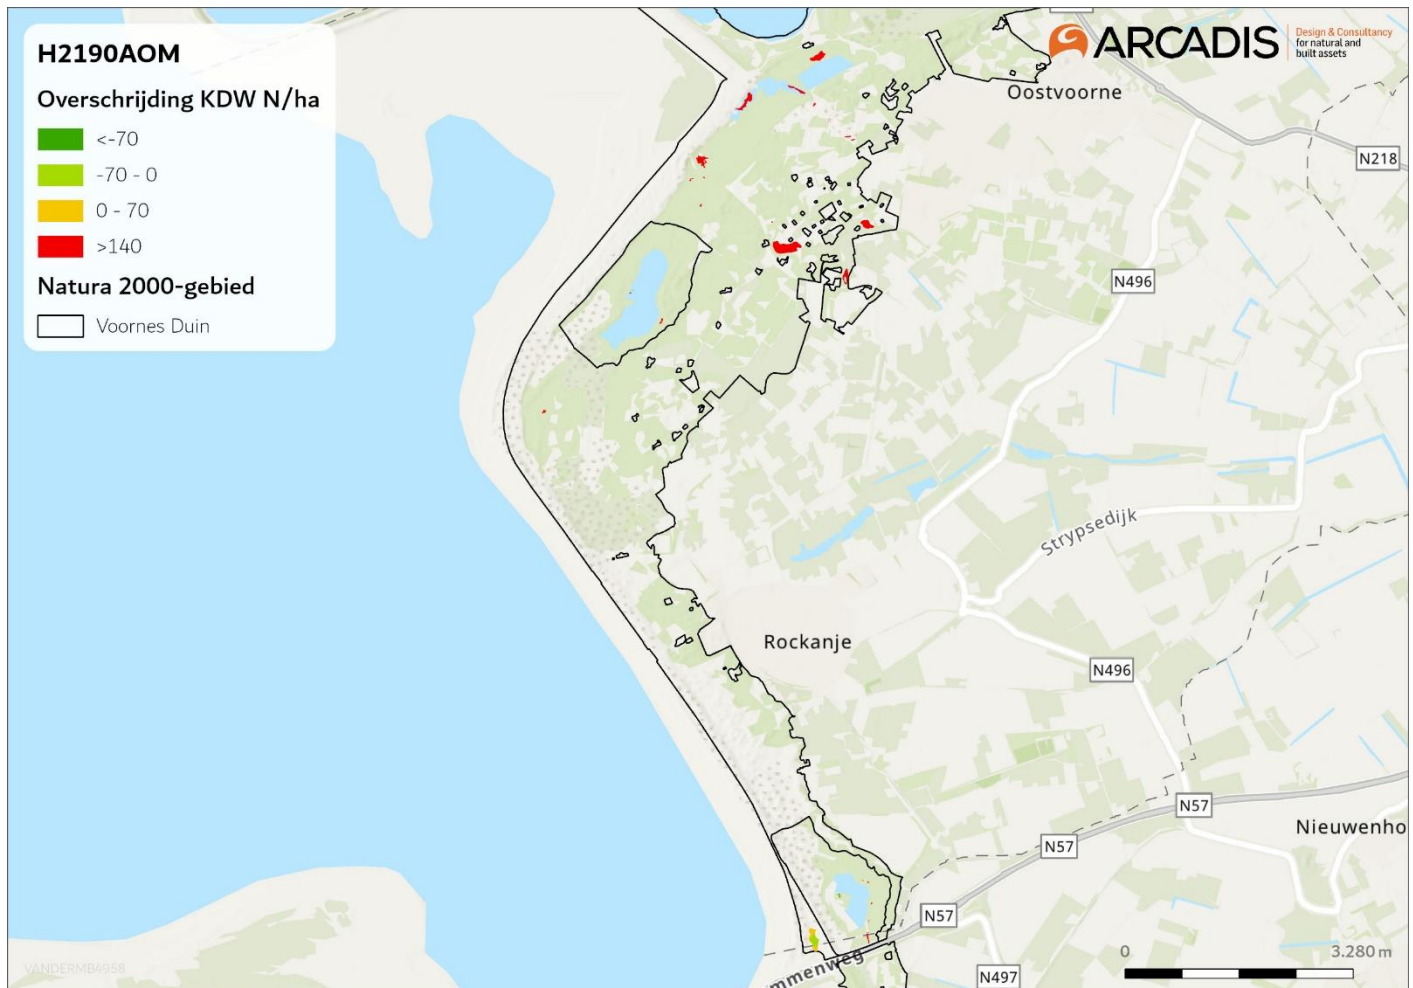 H2190AOM
Overschrijding KDW N/ha
<-70
-70 - 0
0 - 70
>140
Natura 2000-gebied
Voornes Duin
ARCADIS
Design & Consultancy
for natural and
built assets
Oostvoorne
N218
N496
Strypsedijk
Rockanje
N496
N57
Nieuwenho
N57
N57
mmenweg
N497
0
3.280 m
VANDERMB4958